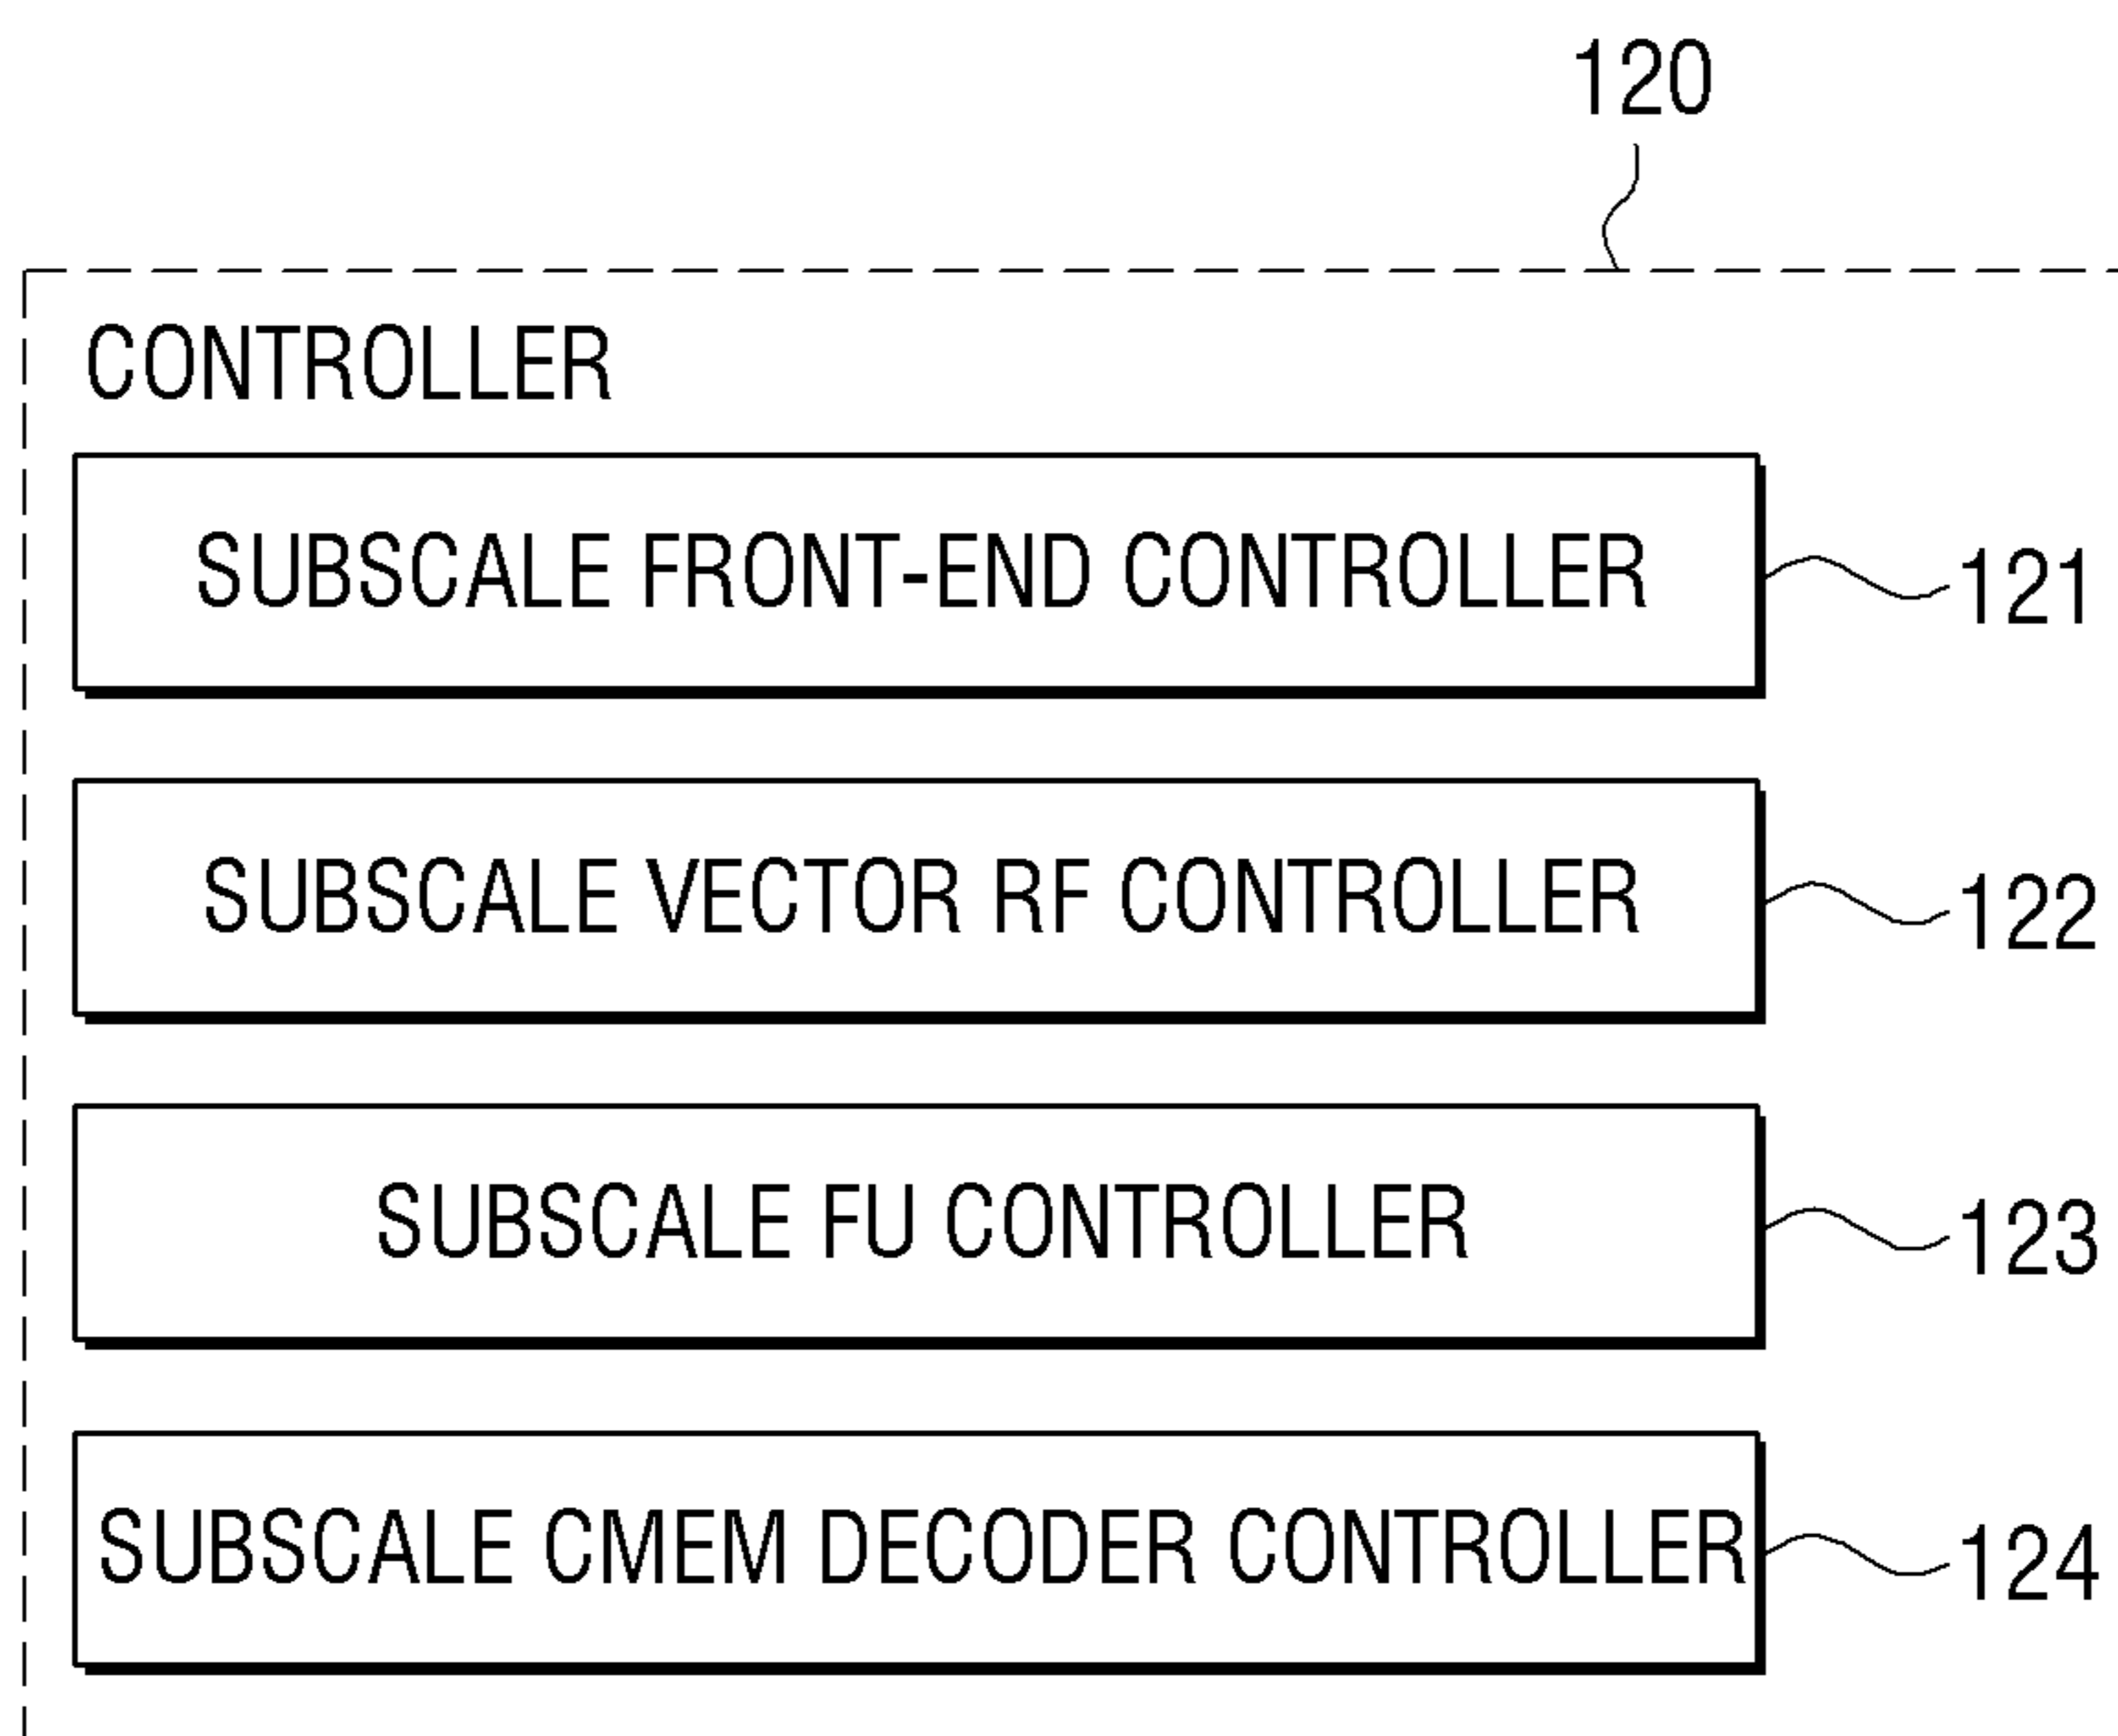 120
CONTROLLER
SUBSCALE FRONT-END CONTROLLER 121
SUBSCALE VECTOR RF CONTROLLER 122
SUBSCALE FU CONTROLLER 123
SUBSCALE CMEM DECODER CONTROLLER 124